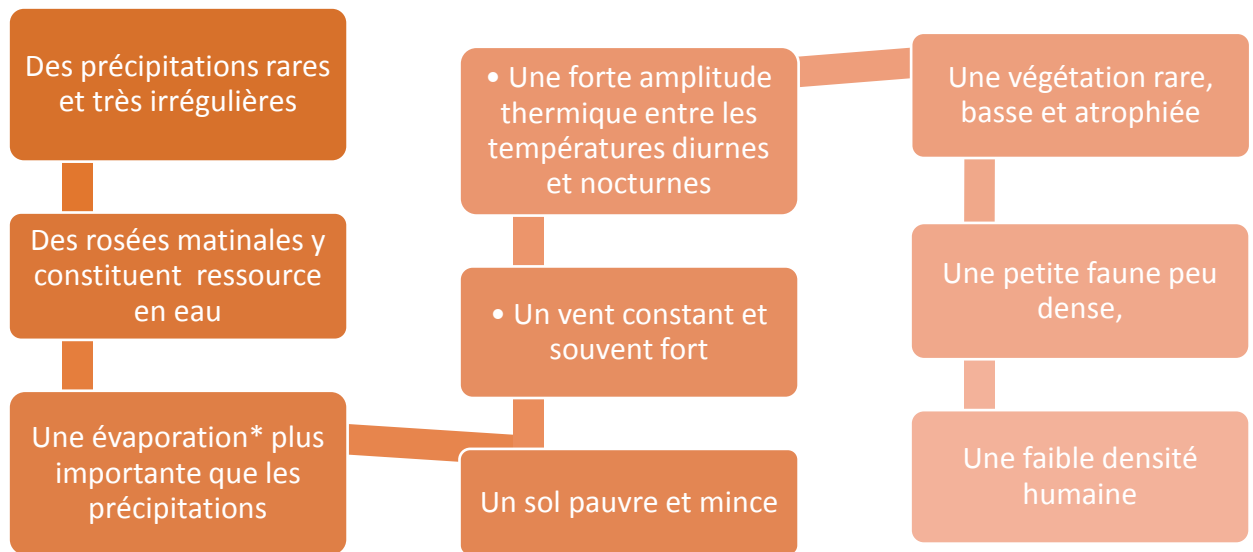 Des précipitations rares
et très irrégulières
Des rosées matinales y
constituent ressource
en eau
Une évaporation* plus
importante que les
précipitations
Un sol pauvre et mince
• Un vent constant et
souvent fort
• Une forte amplitude
thermique entre les
températures diurnes
et nocturnes
Une végétation rare,
basse et atrophiée
Une petite faune peu
dense,
Une faible densité
humaine